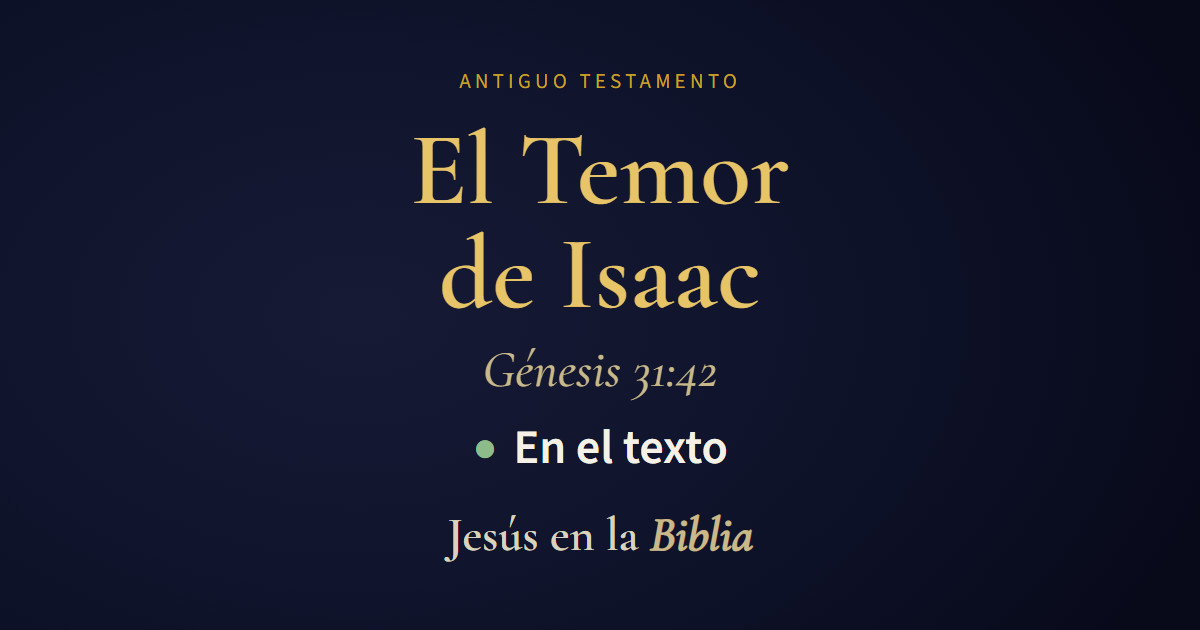 ANTIGUO TESTAMENTO
El Temor
de Isaac
Génesis 31:42
En el texto
Jesús en la Biblia